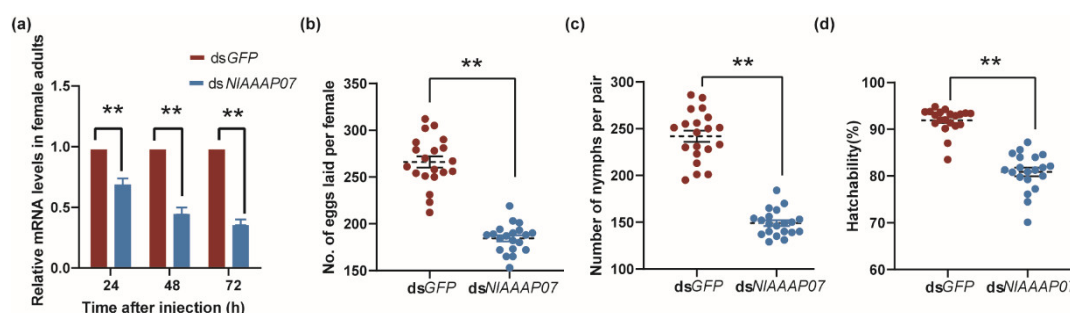 (a)
dsGFP
dsNlAAAP07
Relative mRNA levels in female adults
1.5
1.0
0.5
0.0
**
**
**
24
48
72
Time after injection (h)
(b)
No. of eggs laid per female
350
300
250
200
150
**
dsGFP
dsNlAAAP07
(c)
Number of nymphs per pair
300
250
200
150
100
**
dsGFP
dsNlAAAP07
(d)
Hatchability(%)
100
90
80
70
60
**
dsGFP
dsNlAAAP07